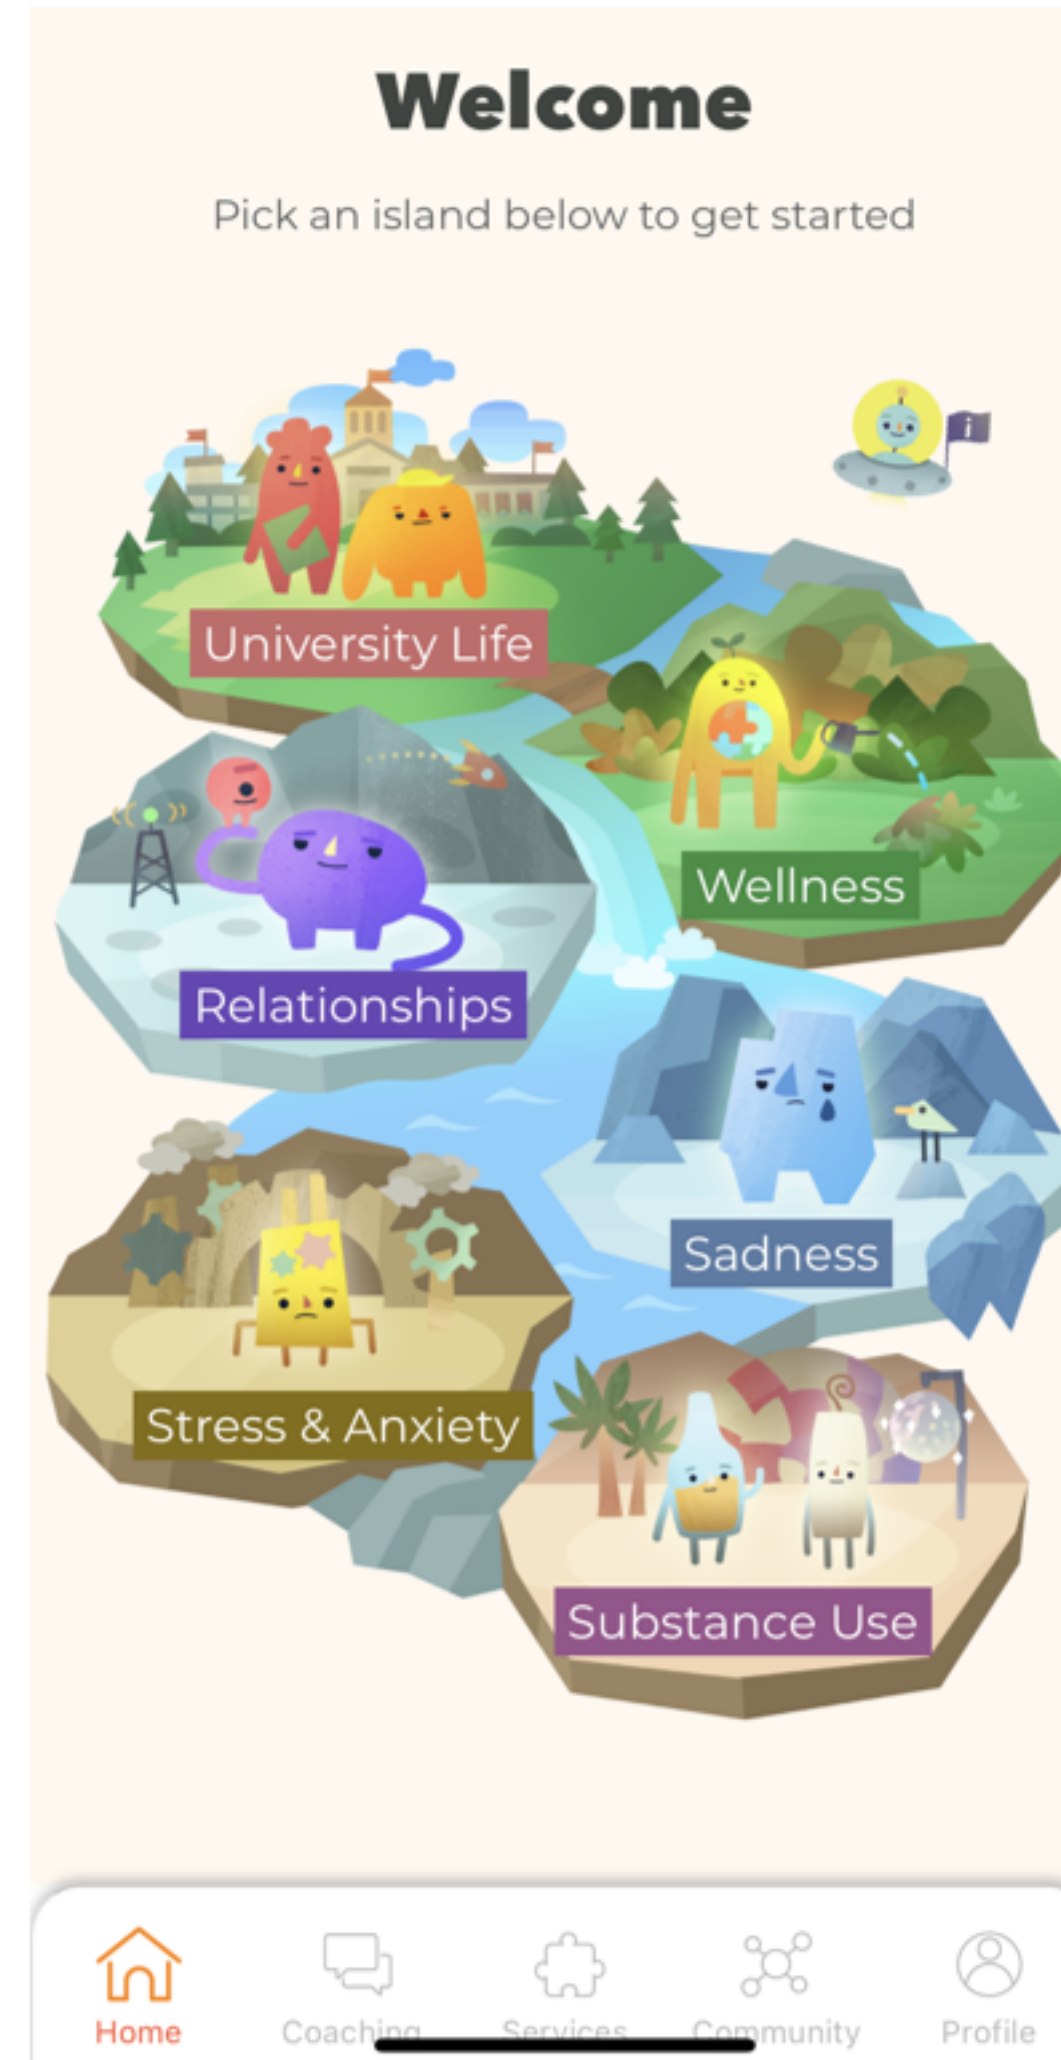 Welcome
Pick an island below to get started
i
University Life
Wellness
Relationships
Sadness
Stress & Anxiety
Substance Use
Home Coaching Services Community Profile